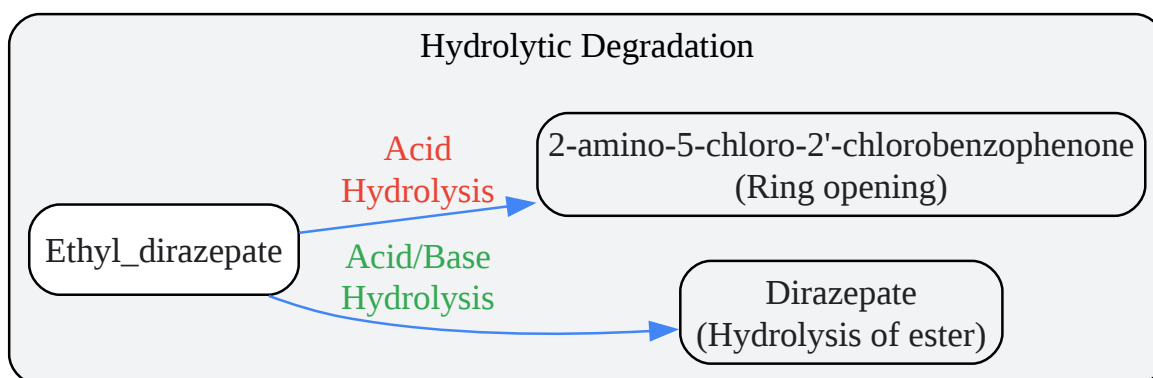 Hydrolytic Degradation
Acid
Hydrolysis
2-amino-5-chloro-2'-chlorobenzophenone
(Ring opening)
Ethyl_dirazepate
Acid/Base
Hydrolysis
Dirazepate
(Hydrolysis of ester)